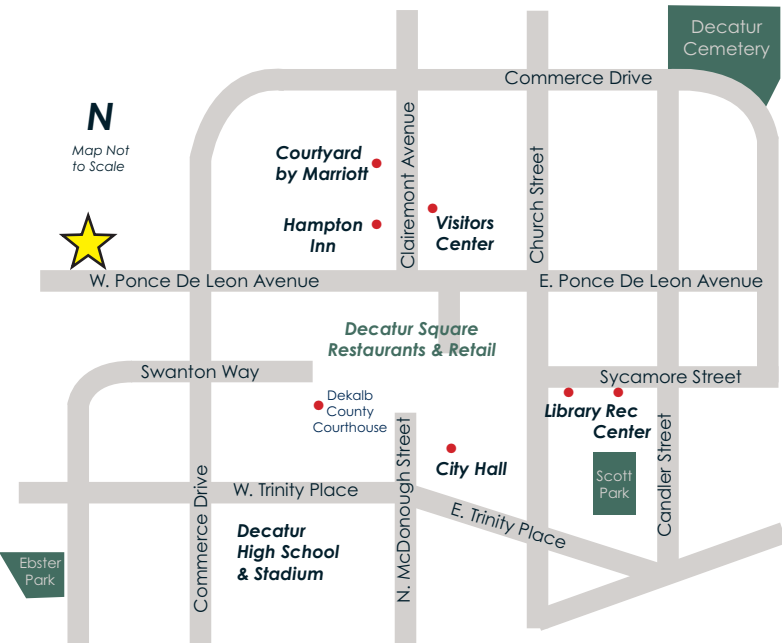 Decatur
Cemetery
Commerce Drive
N
Map Not
to Scale
Courtyard
by Marriott
Clairemont Avenue
Church Street
Hampton
Inn
Visitors
Center
W. Ponce De Leon Avenue
E. Ponce De Leon Avenue
Decatur Square
Restaurants & Retail
Swanton Way
Sycamore Street
Dekalb
County
Courthouse
Library Rec
Center
N. McDonough Street
City Hall
Candler Street
Scott
Park
Commerce Drive
W. Trinity Place
E. Trinity Place
Decatur
High School
& Stadium
Ebster
Park